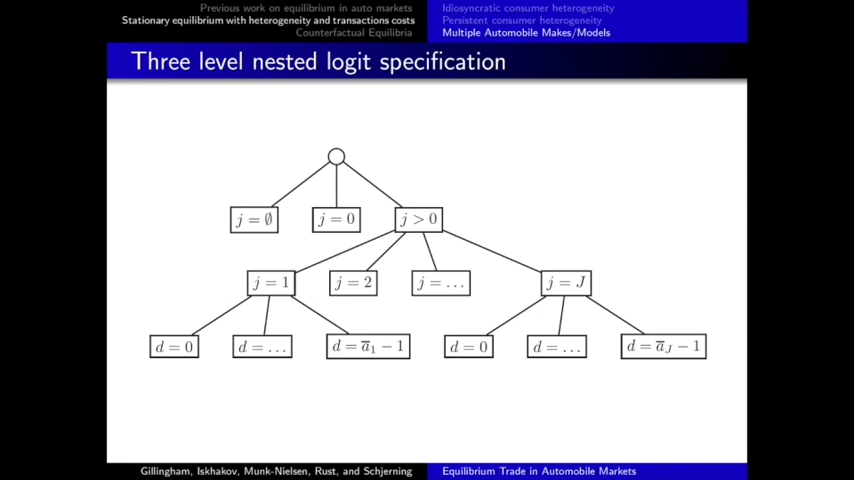 Previous work on equilibrium in auto markets
Stationary equilibrium with heterogeneity and transactions costs
Counterfactual Equilibria
Idiosyncratic consumer heterogeneity
Persistent consumer heterogeneity
Multiple Automobile Makes/Models
Three level nested logit specification
j = ∅
j = 0
j > 0
j = 1
j = 2
j = ...
j = J
d = 0
d = ...
d = a̅₁ − 1
d = 0
d = ...
d = a̅_J − 1
Gillingham, Iskhakov, Munk-Nielsen, Rust, and Schjerning
Equilibrium Trade in Automobile Markets